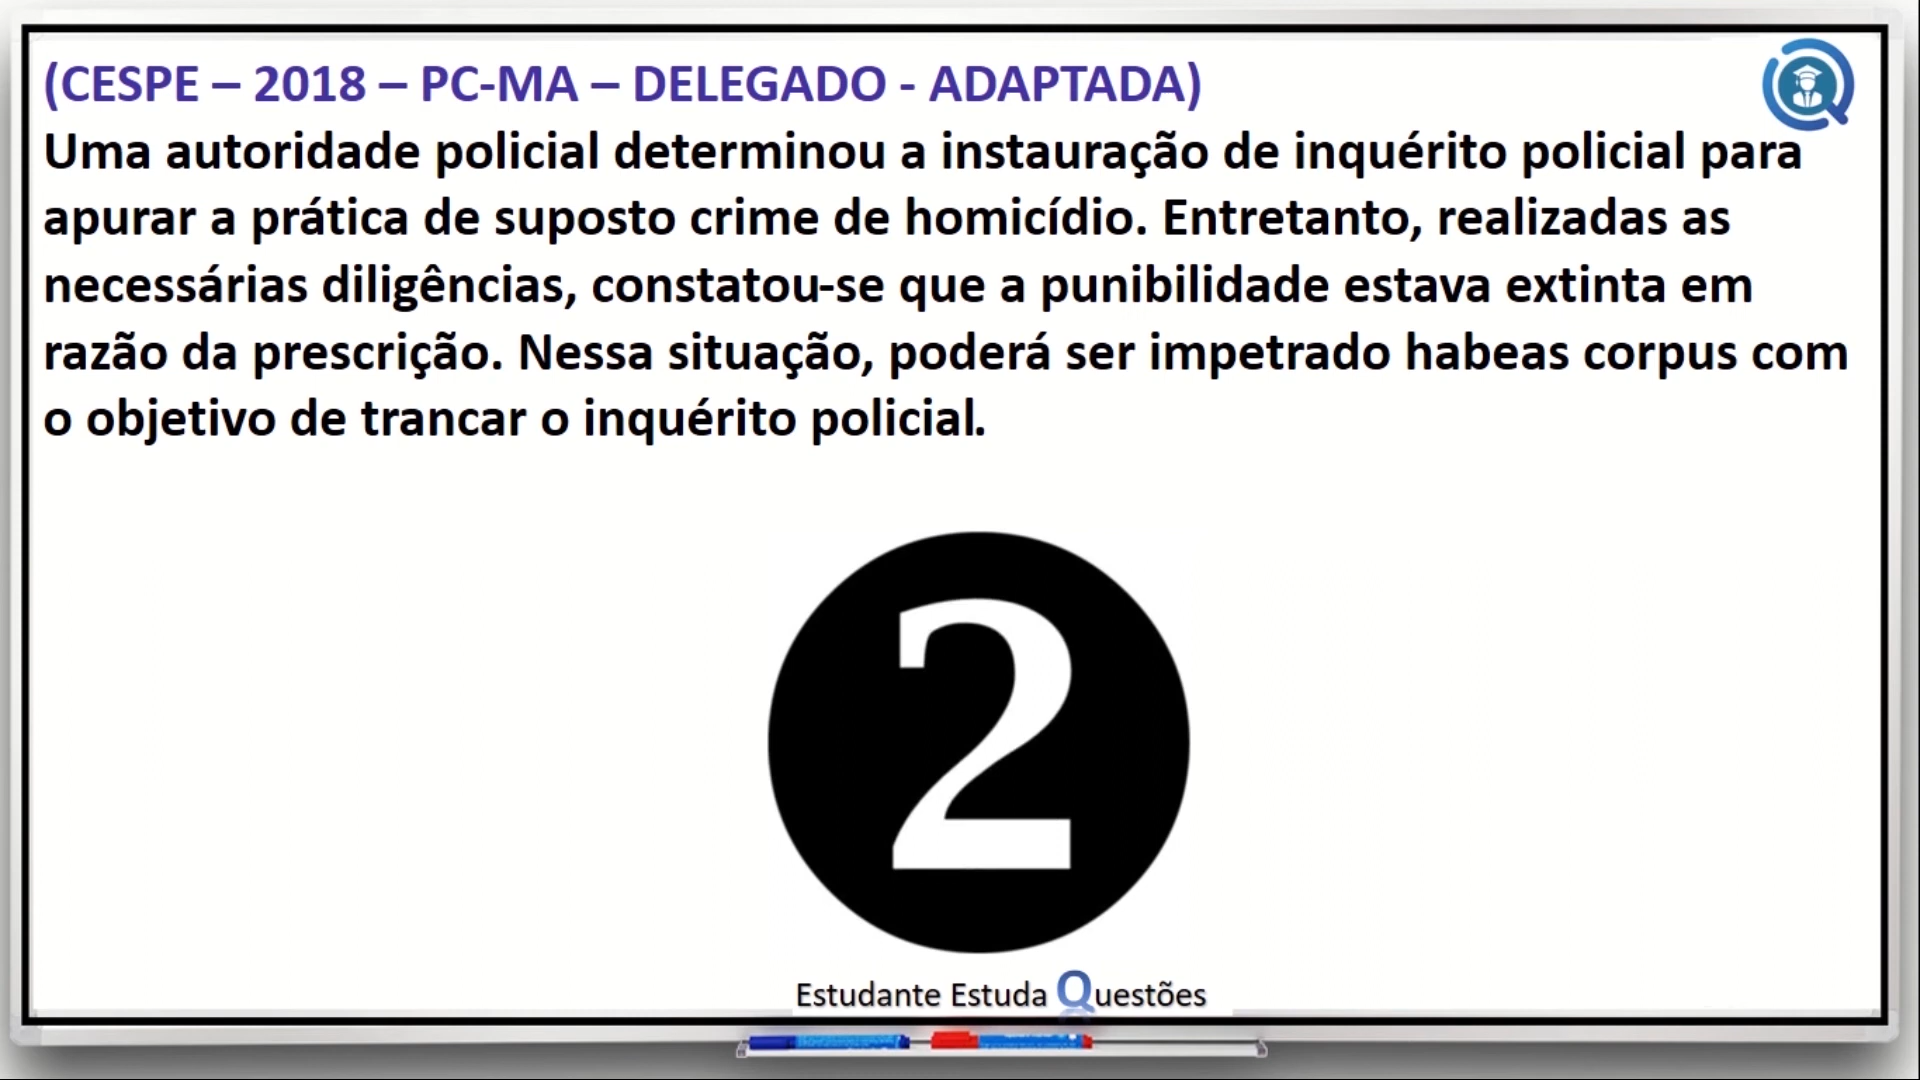 (CESPE – 2018 – PC-MA – DELEGADO - ADAPTADA)
Uma autoridade policial determinou a instauração de inquérito policial para
apurar a prática de suposto crime de homicídio. Entretanto, realizadas as
necessárias diligências, constatou-se que a punibilidade estava extinta em
razão da prescrição. Nessa situação, poderá ser impetrado habeas corpus com
o objetivo de trancar o inquérito policial.
2
Estudante Estuda Questões